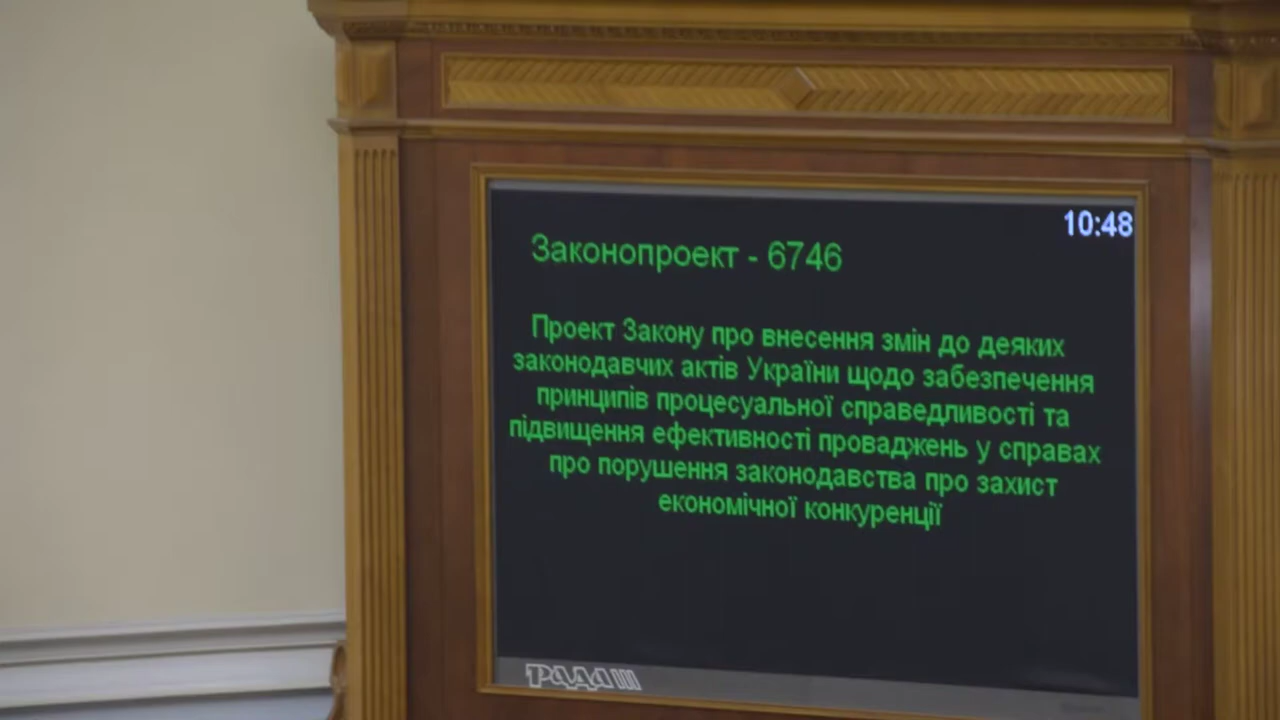 10:48
Законопроект - 6746
Проект Закону про внесення змін до деяких
законодавчих актів України щодо забезпечення
принципів процесуальної справедливості та
підвищення ефективності проваджень у справах
про порушення законодавства про захист
економічної конкуренції
РАДА III